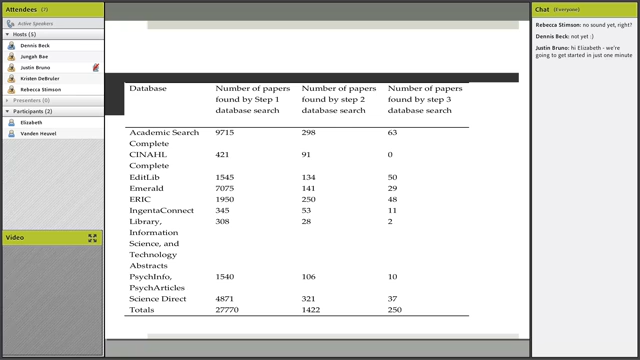 Attendees (7)
Active Speakers
Hosts (5)
Dennis Beck
Jungah Bae
Justin Bruno
Kristen DeBruler
Rebecca Stimson
Presenters (0)
Participants (2)
Elizabeth
Vanden Heuvel
Video
Database Number of papers found by Step 1 database search Number of papers found by step 2 database search Number of papers found by step 3 database search
Academic Search Complete 9715 298 63
CINAHL Complete 421 91 0
EditLib 1545 134 50
Emerald 7075 141 29
ERIC 1950 250 48
IngentaConnect 345 53 11
Library, Information Science, and Technology Abstracts 308 28 2
PsychInfo, PsychArticles 1540 106 10
Science Direct 4871 321 37
Totals 27770 1422 250
Chat (Everyone)
Rebecca Stimson: no sound yet, right?
Dennis Beck: not yet :)
Justin Bruno: hi Elizabeth - we're
going to get started in just one minute